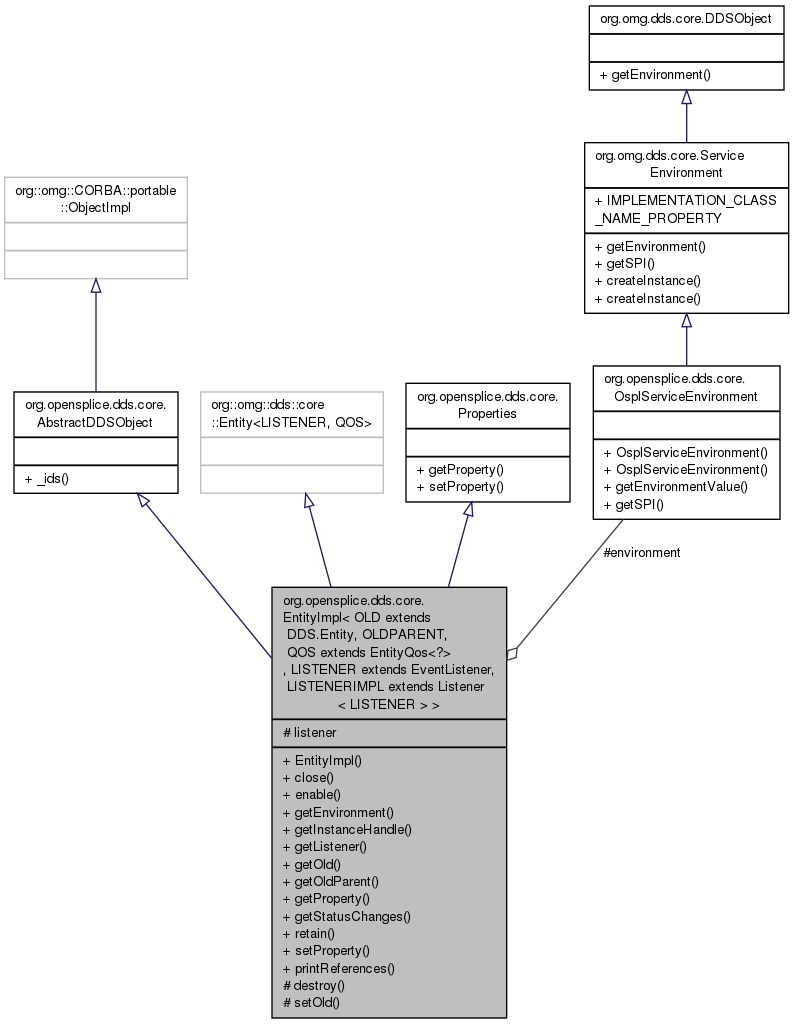 org.omg.dds.core.DDSObject
+ getEnvironment()
org.omg.dds.core.Service
Environment
+ IMPLEMENTATION_CLASS
_NAME_PROPERTY
+ getEnvironment()
+ getSPI()
+ createInstance()
+ createInstance()
org::omg::CORBA::portable
::ObjectImpl
org.opensplice.dds.core.
AbstractDDSObject
+ _ids()
org::omg::dds::core
::Entity<LISTENER, QOS>
org.opensplice.dds.core.
Properties
+ getProperty()
+ setProperty()
org.opensplice.dds.core.
OsplServiceEnvironment
+ OsplServiceEnvironment()
+ OsplServiceEnvironment()
+ getEnvironmentValue()
+ getSPI()
#environment
org.opensplice.dds.core.
EntityImpl< OLD extends
DDS.Entity, OLDPARENT,
QOS extends EntityQos<?>
, LISTENER extends EventListener,
LISTENERIMPL extends Listener
< LISTENER > >
# listener
+ EntityImpl()
+ close()
+ enable()
+ getEnvironment()
+ getInstanceHandle()
+ getListener()
+ getOld()
+ getOldParent()
+ getProperty()
+ getStatusChanges()
+ retain()
+ setProperty()
+ printReferences()
# destroy()
# setOld()